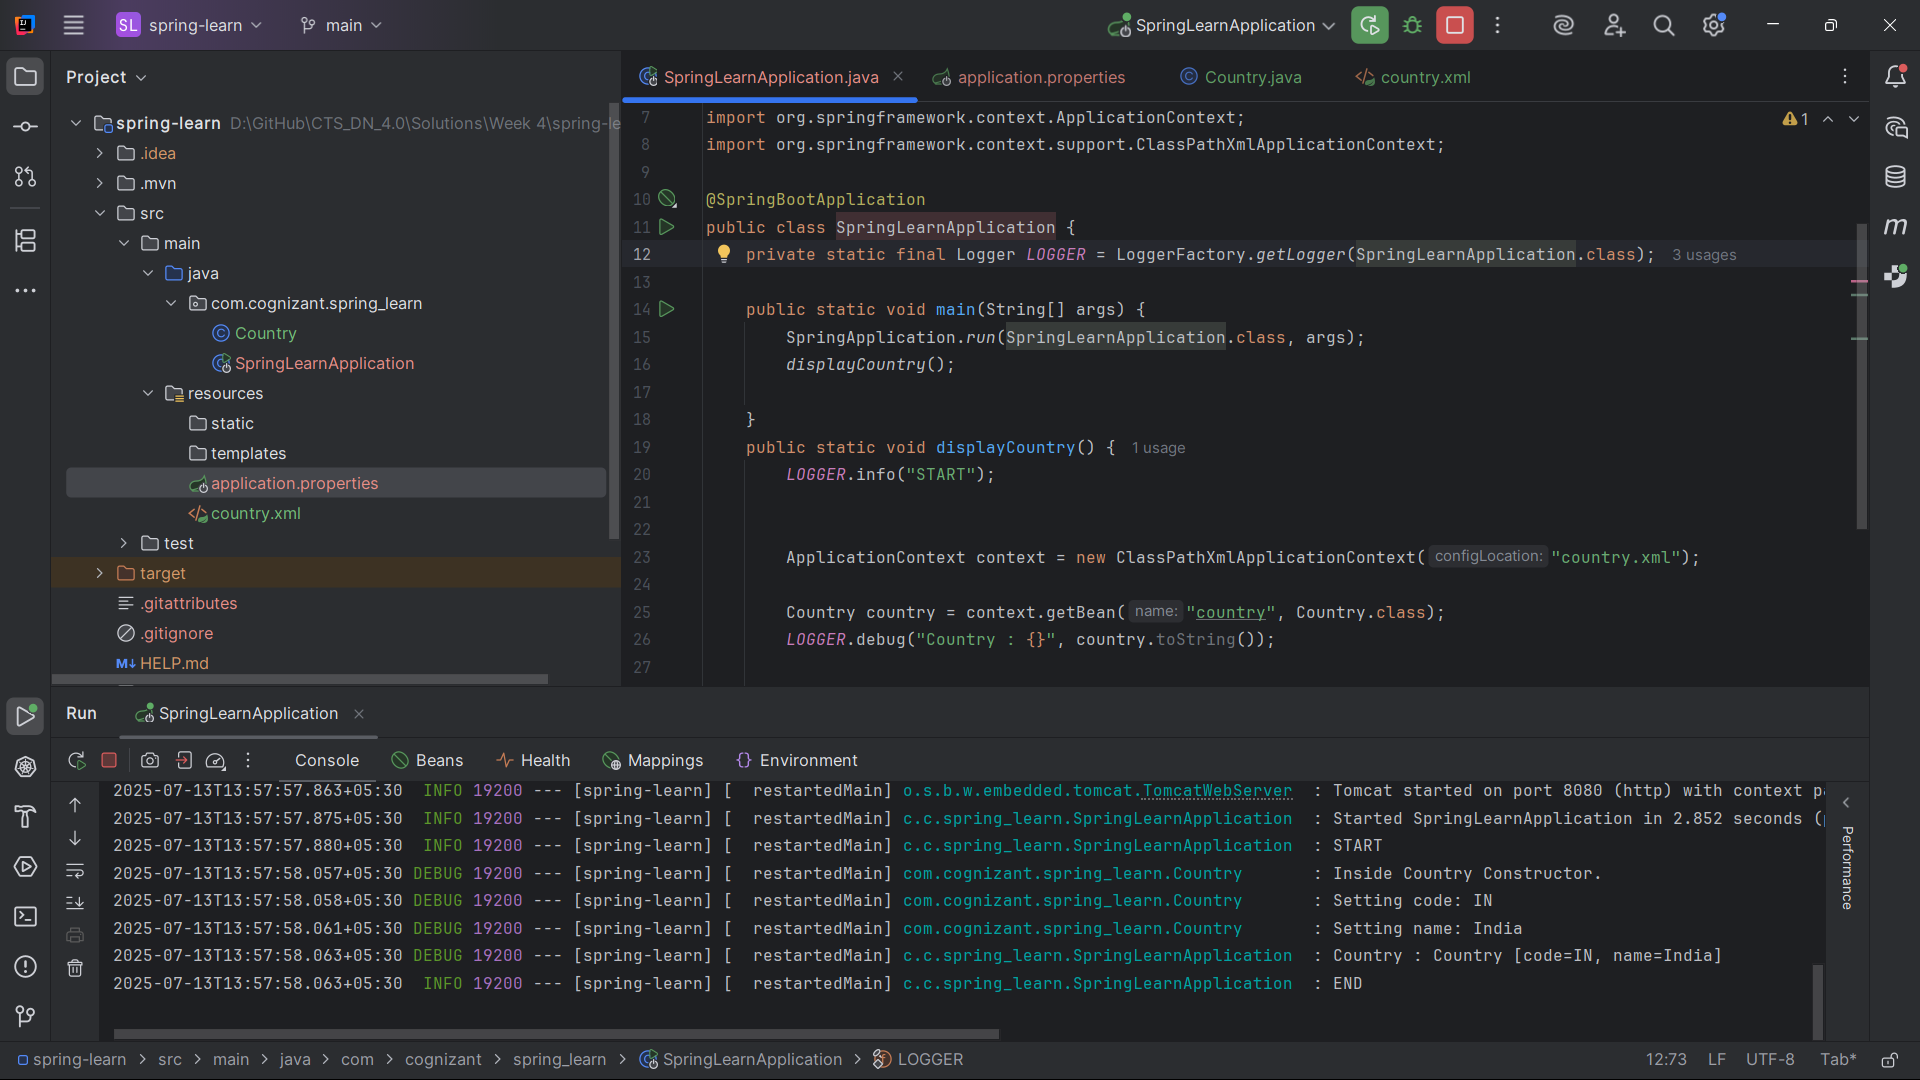 SL spring-learn main SpringLearnApplication
Project
spring-learn D:\GitHub\CTS_DN_4.0\Solutions\Week 4\spring-le
.idea
.mvn
src
main
java
com.cognizant.spring_learn
Country
SpringLearnApplication
resources
static
templates
application.properties
country.xml
test
target
.gitattributes
.gitignore
M↓ HELP.md
SpringLearnApplication.java application.properties Country.java country.xml
7 import org.springframework.context.ApplicationContext;
8 import org.springframework.context.support.ClassPathXmlApplicationContext;
9
10 @SpringBootApplication
11 public class SpringLearnApplication {
12 private static final Logger LOGGER = LoggerFactory.getLogger(SpringLearnApplication.class); 3 usages
13
14 public static void main(String[] args) {
15 SpringApplication.run(SpringLearnApplication.class, args);
16 displayCountry();
17
18 }
19 public static void displayCountry() { 1 usage
20 LOGGER.info("START");
21
22
23 ApplicationContext context = new ClassPathXmlApplicationContext( configLocation: "country.xml");
24
25 Country country = context.getBean( name: "country", Country.class);
26 LOGGER.debug("Country : {}", country.toString());
27
1
m
Run SpringLearnApplication
Console Beans Health Mappings Environment
2025-07-13T13:57:57.863+05:30 INFO 19200 --- [spring-learn] [ restartedMain] o.s.b.w.embedded.tomcat.TomcatWebServer : Tomcat started on port 8080 (http) with context
2025-07-13T13:57:57.875+05:30 INFO 19200 --- [spring-learn] [ restartedMain] c.c.spring_learn.SpringLearnApplication : Started SpringLearnApplication in 2.852 seconds
2025-07-13T13:57:57.880+05:30 INFO 19200 --- [spring-learn] [ restartedMain] c.c.spring_learn.SpringLearnApplication : START
2025-07-13T13:57:58.057+05:30 DEBUG 19200 --- [spring-learn] [ restartedMain] com.cognizant.spring_learn.Country : Inside Country Constructor.
2025-07-13T13:57:58.058+05:30 DEBUG 19200 --- [spring-learn] [ restartedMain] com.cognizant.spring_learn.Country : Setting code: IN
2025-07-13T13:57:58.061+05:30 DEBUG 19200 --- [spring-learn] [ restartedMain] com.cognizant.spring_learn.Country : Setting name: India
2025-07-13T13:57:58.063+05:30 DEBUG 19200 --- [spring-learn] [ restartedMain] c.c.spring_learn.SpringLearnApplication : Country : Country [code=IN, name=India]
2025-07-13T13:57:58.063+05:30 INFO 19200 --- [spring-learn] [ restartedMain] c.c.spring_learn.SpringLearnApplication : END
Performance
spring-learn > src > main > java > com > cognizant > spring_learn > SpringLearnApplication > LOGGER 12:73 LF UTF-8 Tab*